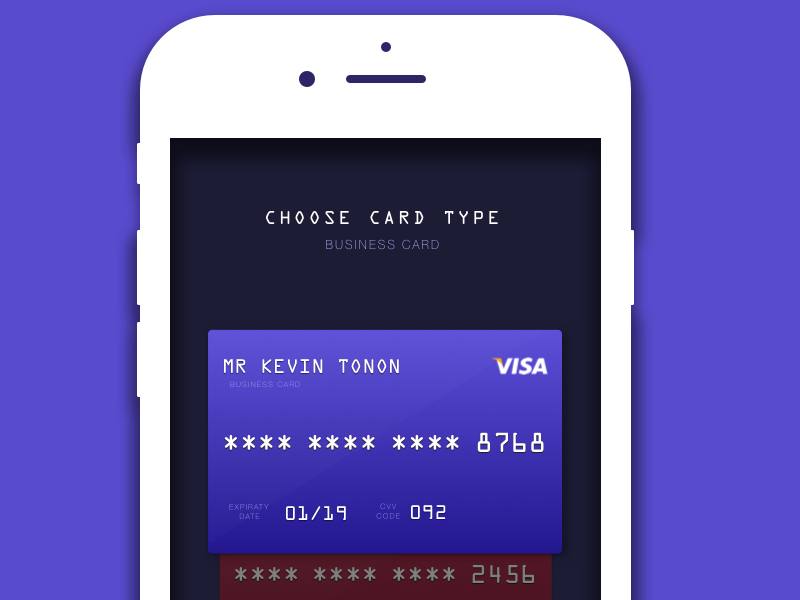 CHOOSE CARD TYPE
BUSINESS CARD
MR KEVIN TONON
VISA
BUSINESS CARD
**** **** **** 8768
EXPIRATY DATE 01/19 CVV CODE 092
**** **** **** 2456